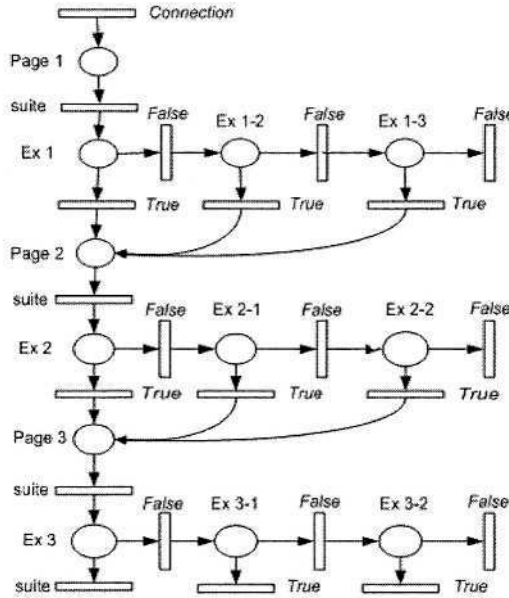 Connection
Page 1
suite
False Ex 1-2 False Ex 1-3 False
Ex 1
True True True
Page 2
suite
False Ex 2-1 False Ex 2-2 False
Ex 2
True True True
Page 3
suite
False Ex 3-1 False Ex 3-2 False
Ex 3
suite True True